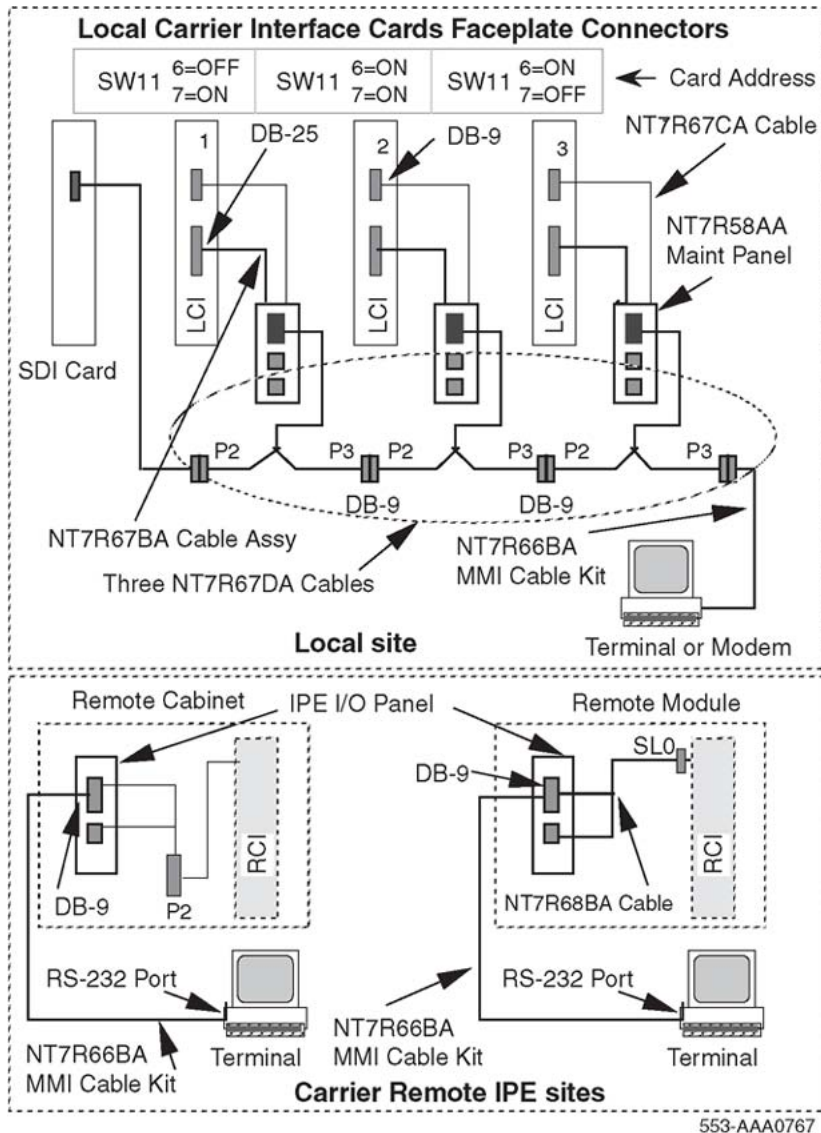 Local Carrier Interface Cards Faceplate Connectors
SW11 6=OFF 7=ON
SW11 6=ON 7=ON
SW11 6=ON 7=OFF
Card Address
1
DB-25
2
DB-9
3
NT7R67CA Cable
NT7R58AA
Maint Panel
LCI
LCI
LCI
SDI Card
P2
P3
P2
P3
P2
P3
DB-9
DB-9
NT7R67BA Cable Assy
Three NT7R67DA Cables
NT7R66BA
MMI Cable Kit
Local site
Terminal or Modem
Remote Cabinet
IPE I/O Panel
Remote Module
SL0
DB-9
RCI
RCI
DB-9
P2
NT7R68BA Cable
RS-232 Port
RS-232 Port
NT7R66BA
MMI Cable Kit
Terminal
NT7R66BA
MMI Cable Kit
Terminal
Carrier Remote IPE sites
553-AAA0767